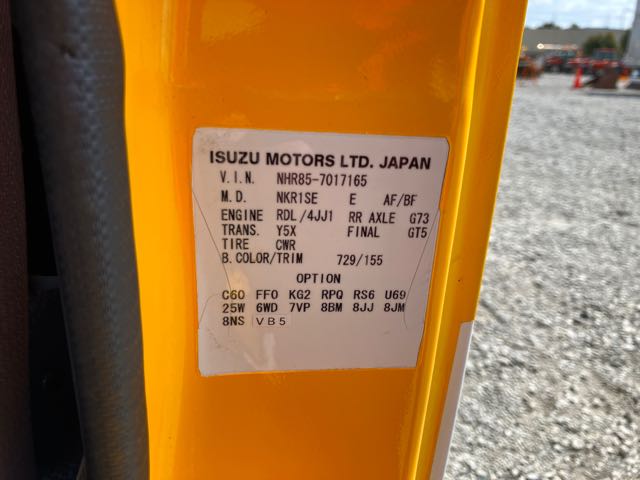 ISUZU MOTORS LTD. JAPAN
V.I.N. NHR85-7017165
M.D. NKR1SE E AF/BF
ENGINE RDL/4JJ1 RR AXLE G73
TRANS. Y5X FINAL GT5
TIRE CWR
B.COLOR/TRIM 729/155
OPTION
C60 FF0 KG2 RPQ RS6 U69
25W 6WD 7VP 8BM 8JJ 8JM
8NS VB5